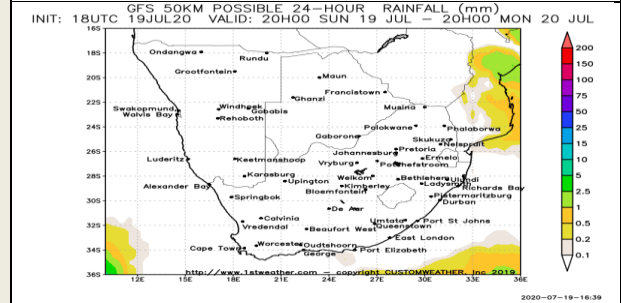 GFS 50KM POSSIBLE 24-HOUR RAINFALL (mm)
INIT: 18UTC 19JUL20 VALID: 20H00 SUN 19 JUL – 20H00 MON 20 JUL
16S
18S
20S
22S
24S
26S
28S
30S
32S
34S
36S
Ondangwa
Rundu
Grootfontein
Maun
Francistown
Ghanzi
Musina
Swakopmund
Windhoek
Gobabis
Walvis Bay
Rehoboth
Polokwane
Phalaborwa
Gaborone
Skukuza
Nelspruit
Johannesburg
Pretoria
Luderitz
Keetmanshoop
Vryburg
Ermelo
Karasburg
Upington
Welkom
Bethlehem
Ulundi
Alexander Bay
Kimberley
Ladysmith
Richards Bay
Bloemfontein
Springbok
Pietermaritzburg
Durban
De Aar
Calvinia
Umtata
Port St Johns
Vredendal
Beaufort West
Queenstown
East London
Cape Town
Worcester
Oudtshoorn
George
Port Elizabeth
http://www.1stweather.com – copyright CUSTOMWEATHER, Inc 2019
12E
15E
18E
21E
24E
27E
30E
33E
36E
200
150
100
75
50
25
15
10
5
2.5
1
0.5
0.2
0.1
2020-07-19-16:39